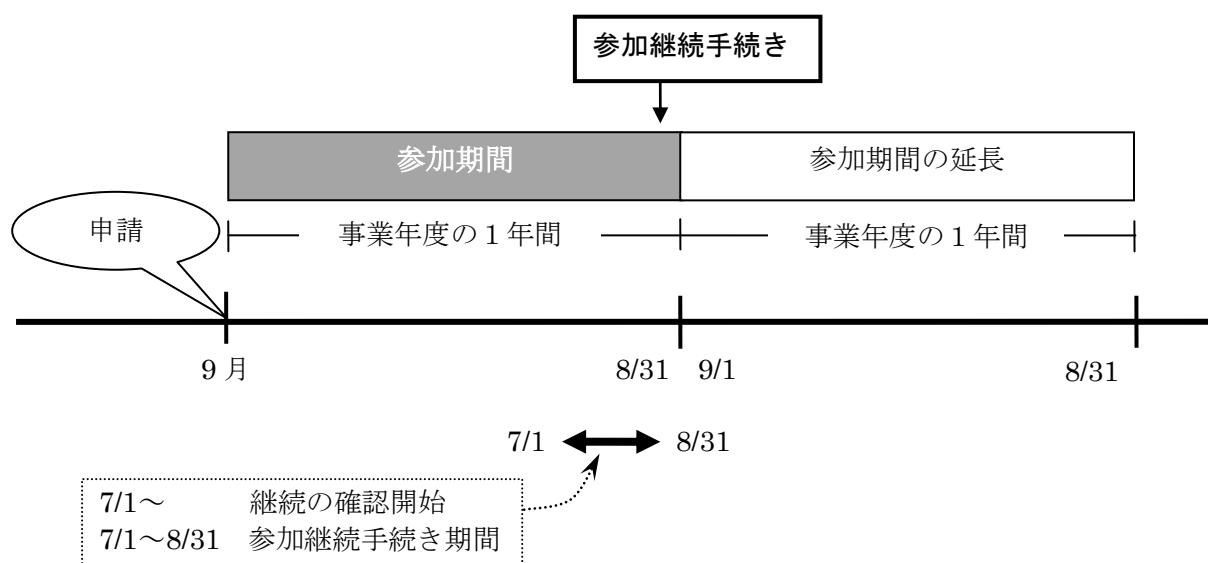 参加継続手続き
参加期間
参加期間の延長
申請
事業年度の1年間
事業年度の1年間
9月
8/31
9/1
8/31
7/1
8/31
7/1～ 継続の確認開始
7/1～8/31 参加継続手続き期間